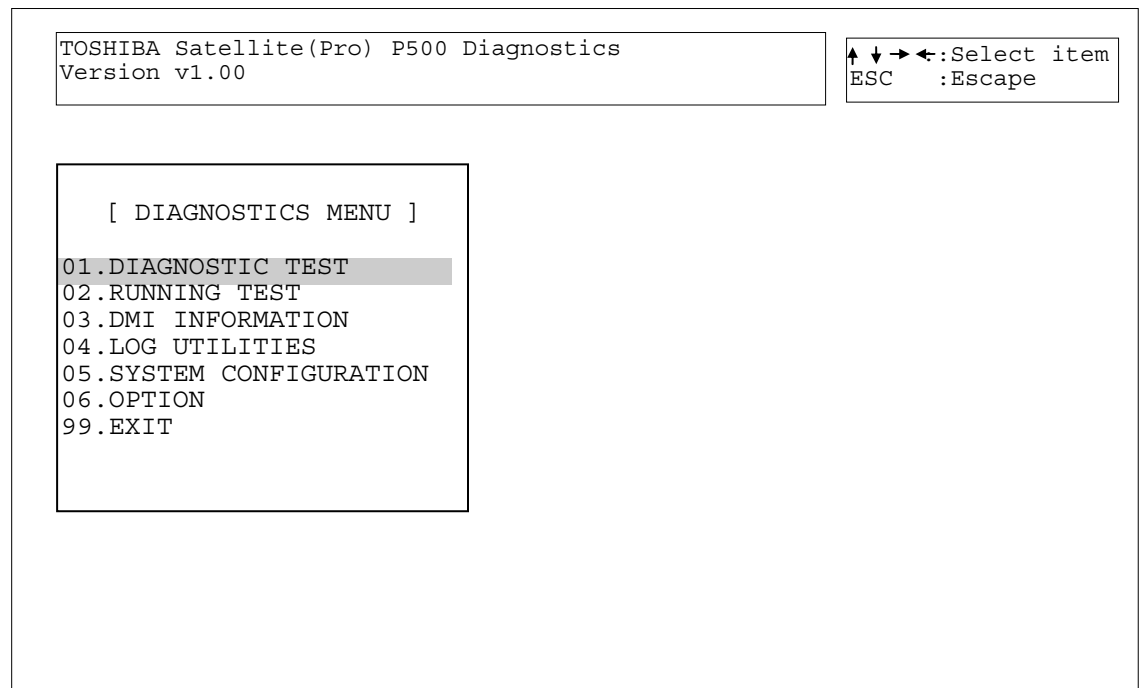 TOSHIBA Satellite(Pro) P500 Diagnostics
Version v1.00
↑ ↓ → ←:Select item
ESC :Escape
[ DIAGNOSTICS MENU ]
01.DIAGNOSTIC TEST
02.RUNNING TEST
03.DMI INFORMATION
04.LOG UTILITIES
05.SYSTEM CONFIGURATION
06.OPTION
99.EXIT